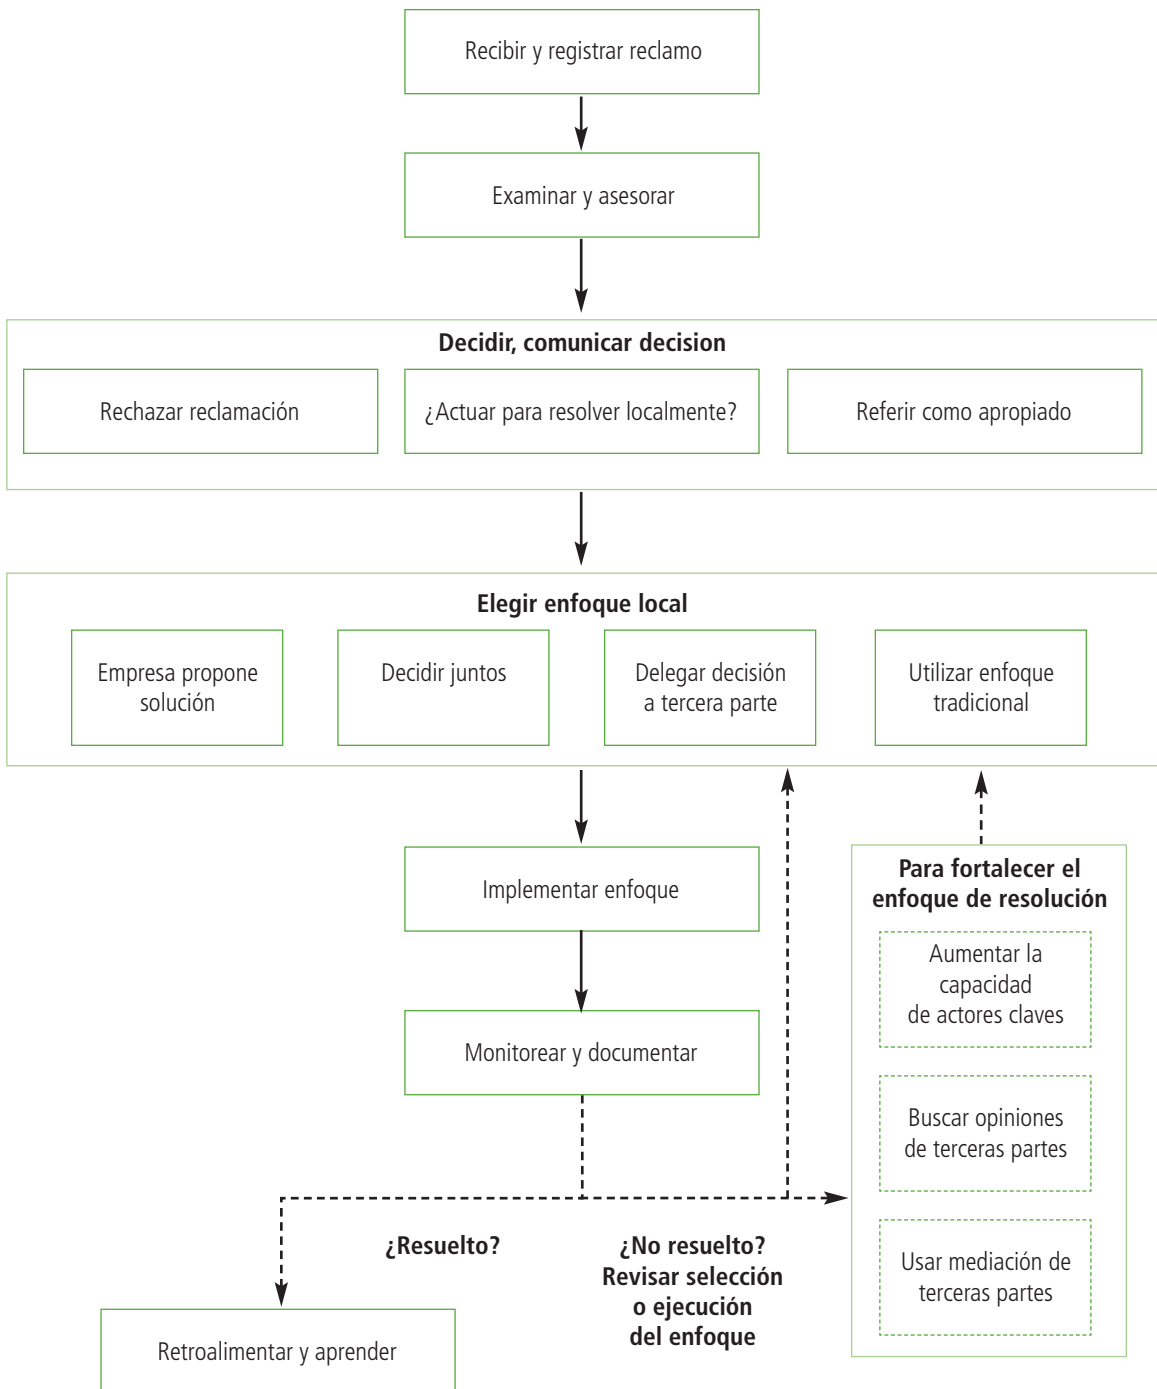 Recibir y registrar reclamo
Examinar y asesorar
Decidir, comunicar decision
Rechazar reclamación
¿Actuar para resolver localmente?
Referir como apropiado
Elegir enfoque local
Empresa propone
solución
Decidir juntos
Delegar decisión
a tercera parte
Utilizar enfoque
tradicional
Implementar enfoque
Monitorear y documentar
Para fortalecer el
enfoque de resolución
Aumentar la
capacidad
de actores claves
Buscar opiniones
de terceras partes
Usar mediación de
terceras partes
¿Resuelto?
¿No resuelto?
Revisar selección
o ejecución
del enfoque
Retroalimentar y aprender